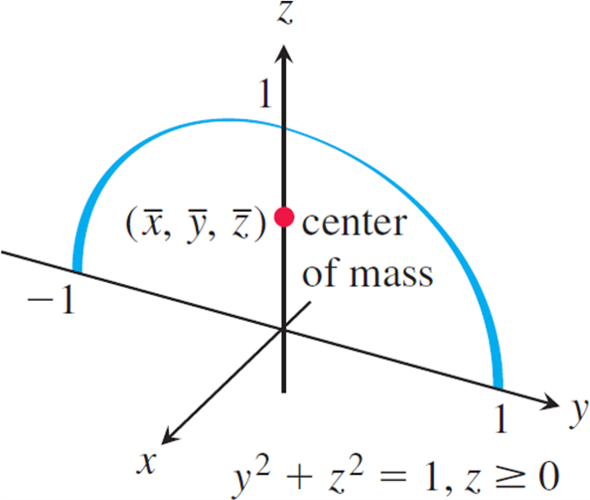 z
1
(x̅, y̅, z̅) center
of mass
−1
1
y
x
y² + z² = 1, z ≥ 0